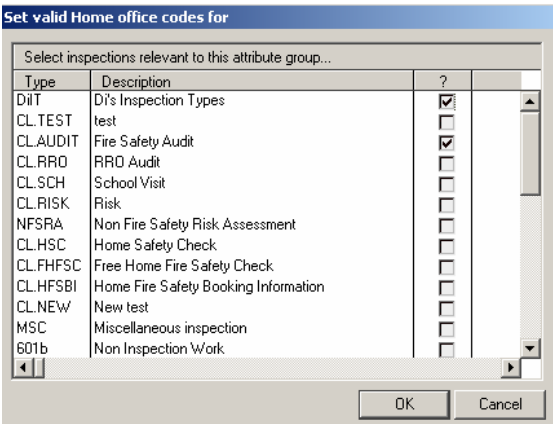 Set valid Home office codes for
Select inspections relevant to this attribute group...
Type Description ?
DiIT Di's Inspection Types
CL.TEST test
CL.AUDIT Fire Safety Audit
CL.RRO RRO Audit
CL.SCH School Visit
CL.RISK Risk
NFSRA Non Fire Safety Risk Assessment
CL.HSC Home Safety Check
CL.FHFSC Free Home Fire Safety Check
CL.HFSBI Home Fire Safety Booking Information
CL.NEW New test
MSC Miscellaneous inspection
601b Non Inspection Work
OK Cancel